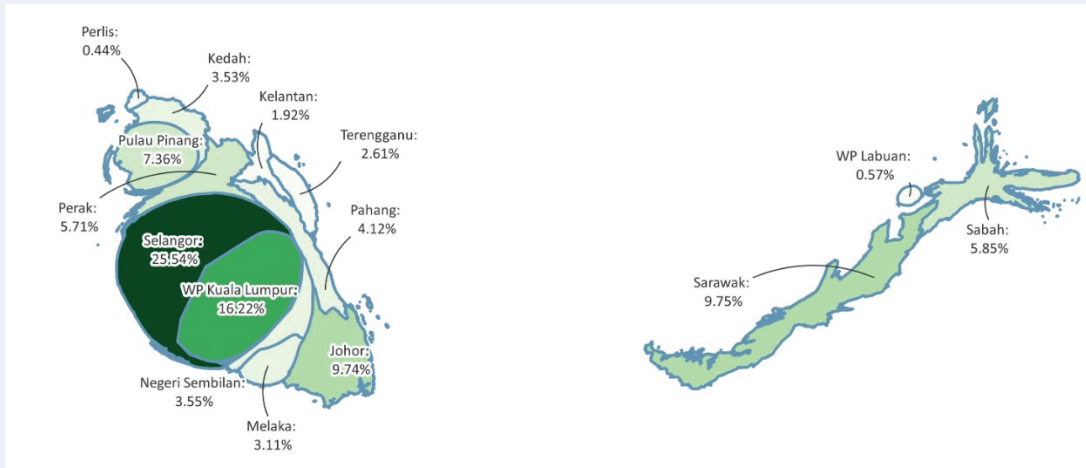 Perlis:
0.44%
Kedah:
3.53%
Kelantan:
1.92%
Terengganu:
2.61%
Pulau Pinang:
7.36%
Perak:
5.71%
Pahang:
4.12%
Selangor:
25.54%
WP Kuala Lumpur:
16.22%
Johor:
9.74%
Negeri Sembilan:
3.55%
Melaka:
3.11%
WP Labuan:
0.57%
Sabah:
5.85%
Sarawak:
9.75%